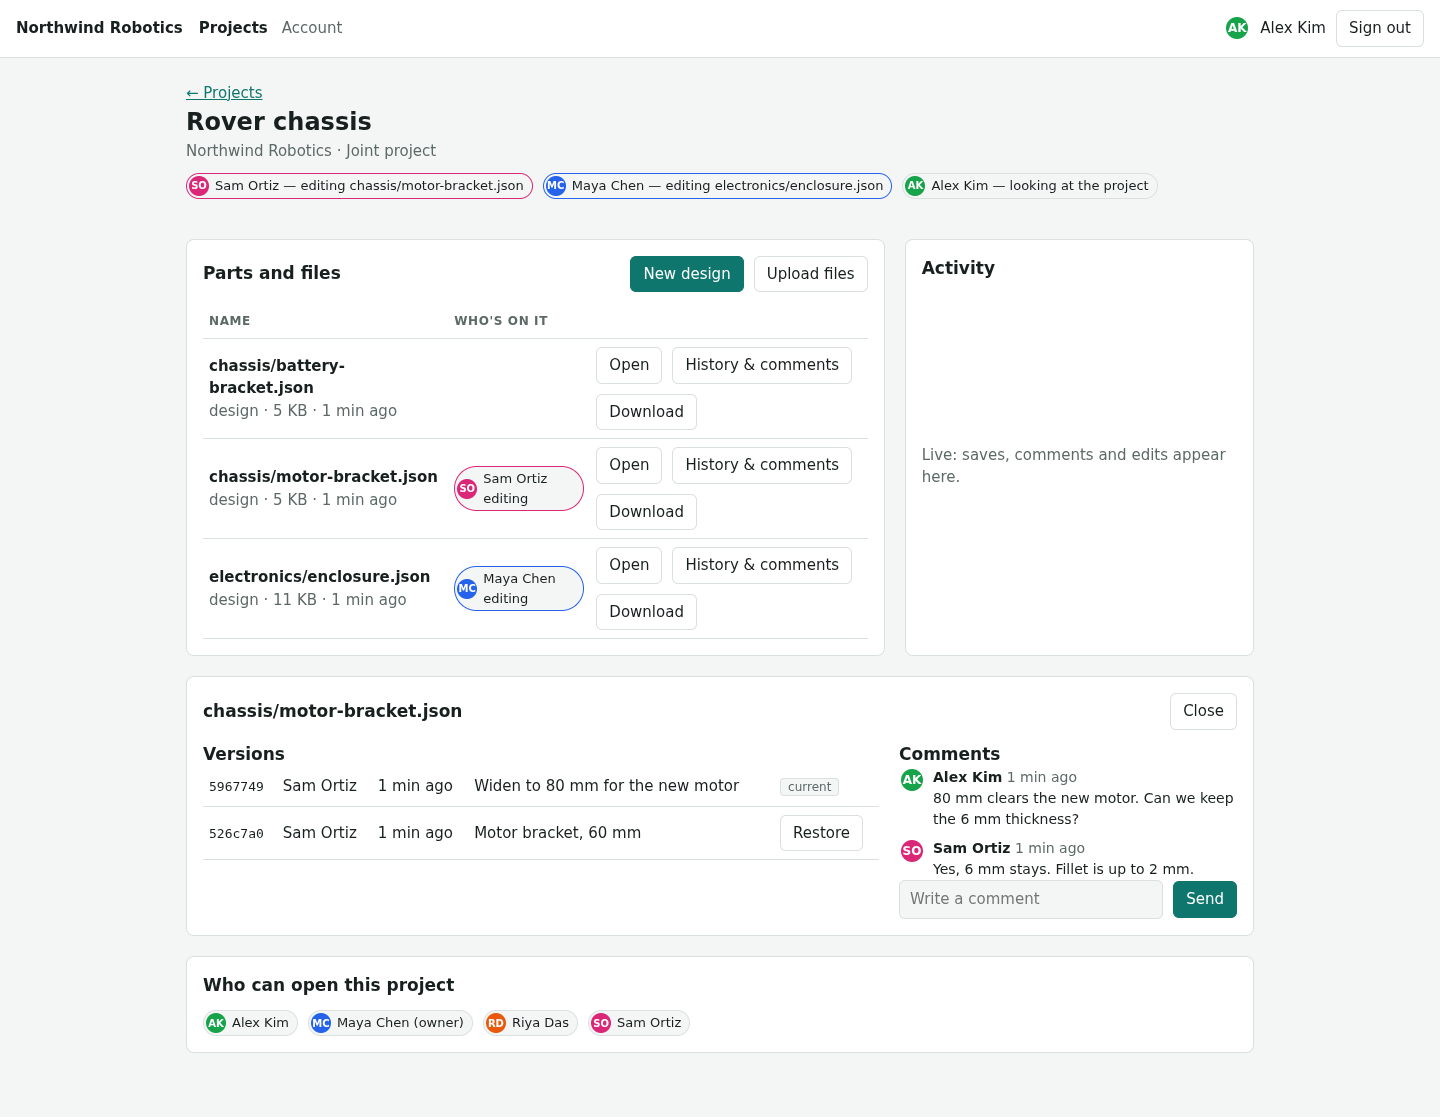 Northwind Robotics Projects Account AK Alex Kim Sign out
← Projects
Rover chassis
Northwind Robotics · Joint project
SO Sam Ortiz — editing chassis/motor-bracket.json MC Maya Chen — editing electronics/enclosure.json AK Alex Kim — looking at the project
Parts and files New design Upload files
NAME WHO'S ON IT
chassis/battery-
bracket.json
design · 5 KB · 1 min ago
Open History & comments
Download
chassis/motor-bracket.json
design · 5 KB · 1 min ago
SO Sam Ortiz
editing
Open History & comments
Download
electronics/enclosure.json
design · 11 KB · 1 min ago
MC Maya Chen
editing
Open History & comments
Download
Activity
Live: saves, comments and edits appear
here.
chassis/motor-bracket.json Close
Versions
5967749 Sam Ortiz 1 min ago Widen to 80 mm for the new motor current
526c7a0 Sam Ortiz 1 min ago Motor bracket, 60 mm Restore
Comments
AK Alex Kim 1 min ago
80 mm clears the new motor. Can we keep
the 6 mm thickness?
SO Sam Ortiz 1 min ago
Yes, 6 mm stays. Fillet is up to 2 mm.
Write a comment Send
Who can open this project
AK Alex Kim MC Maya Chen (owner) RD Riya Das SO Sam Ortiz